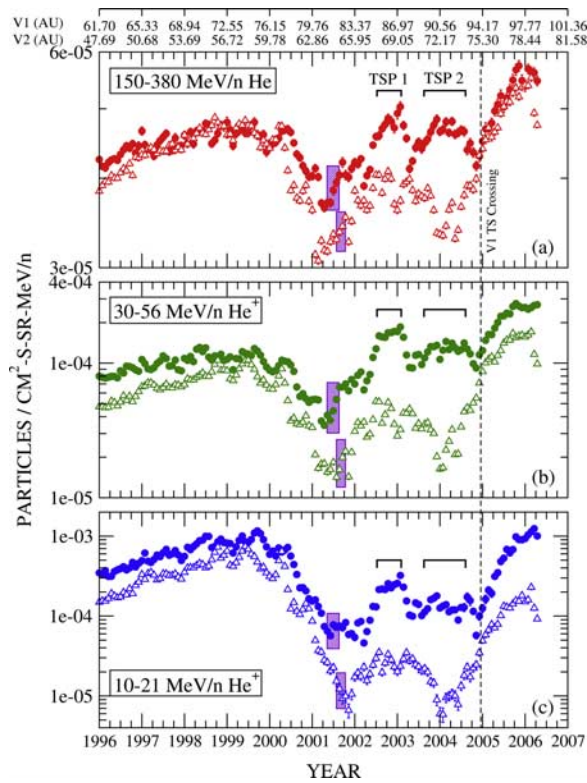 V1 (AU) 61.70 65.33 68.94 72.55 76.15 79.76 83.37 86.97 90.56 94.17 97.77 101.36
V2 (AU) 47.69 50.68 53.69 56.72 59.78 62.86 65.95 69.05 72.17 75.30 78.44 81.58
6e-05
150-380 MeV/n He
TSP 1 TSP 2
V1 TS Crossing
(a)
3e-05
4e-04
30-56 MeV/n He+
1e-04
(b)
1e-05
PARTICLES / CM²-S-SR-MeV/n
1e-03
1e-04
1e-05
10-21 MeV/n He+
(c)
1996 1997 1998 1999 2000 2001 2002 2003 2004 2005 2006 2007
YEAR